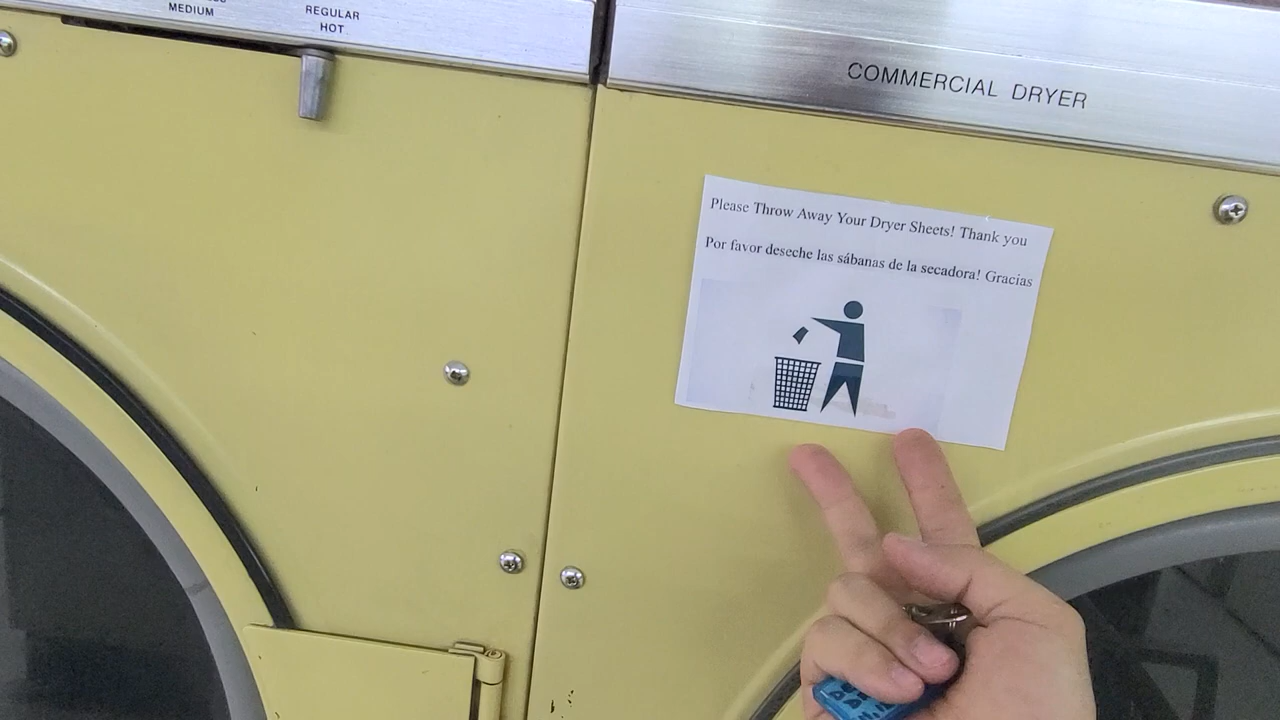 MEDIUM
REGULAR
HOT
COMMERCIAL DRYER
Please Throw Away Your Dryer Sheets! Thank you
Por favor deseche las sábanas de la secadora! Gracias